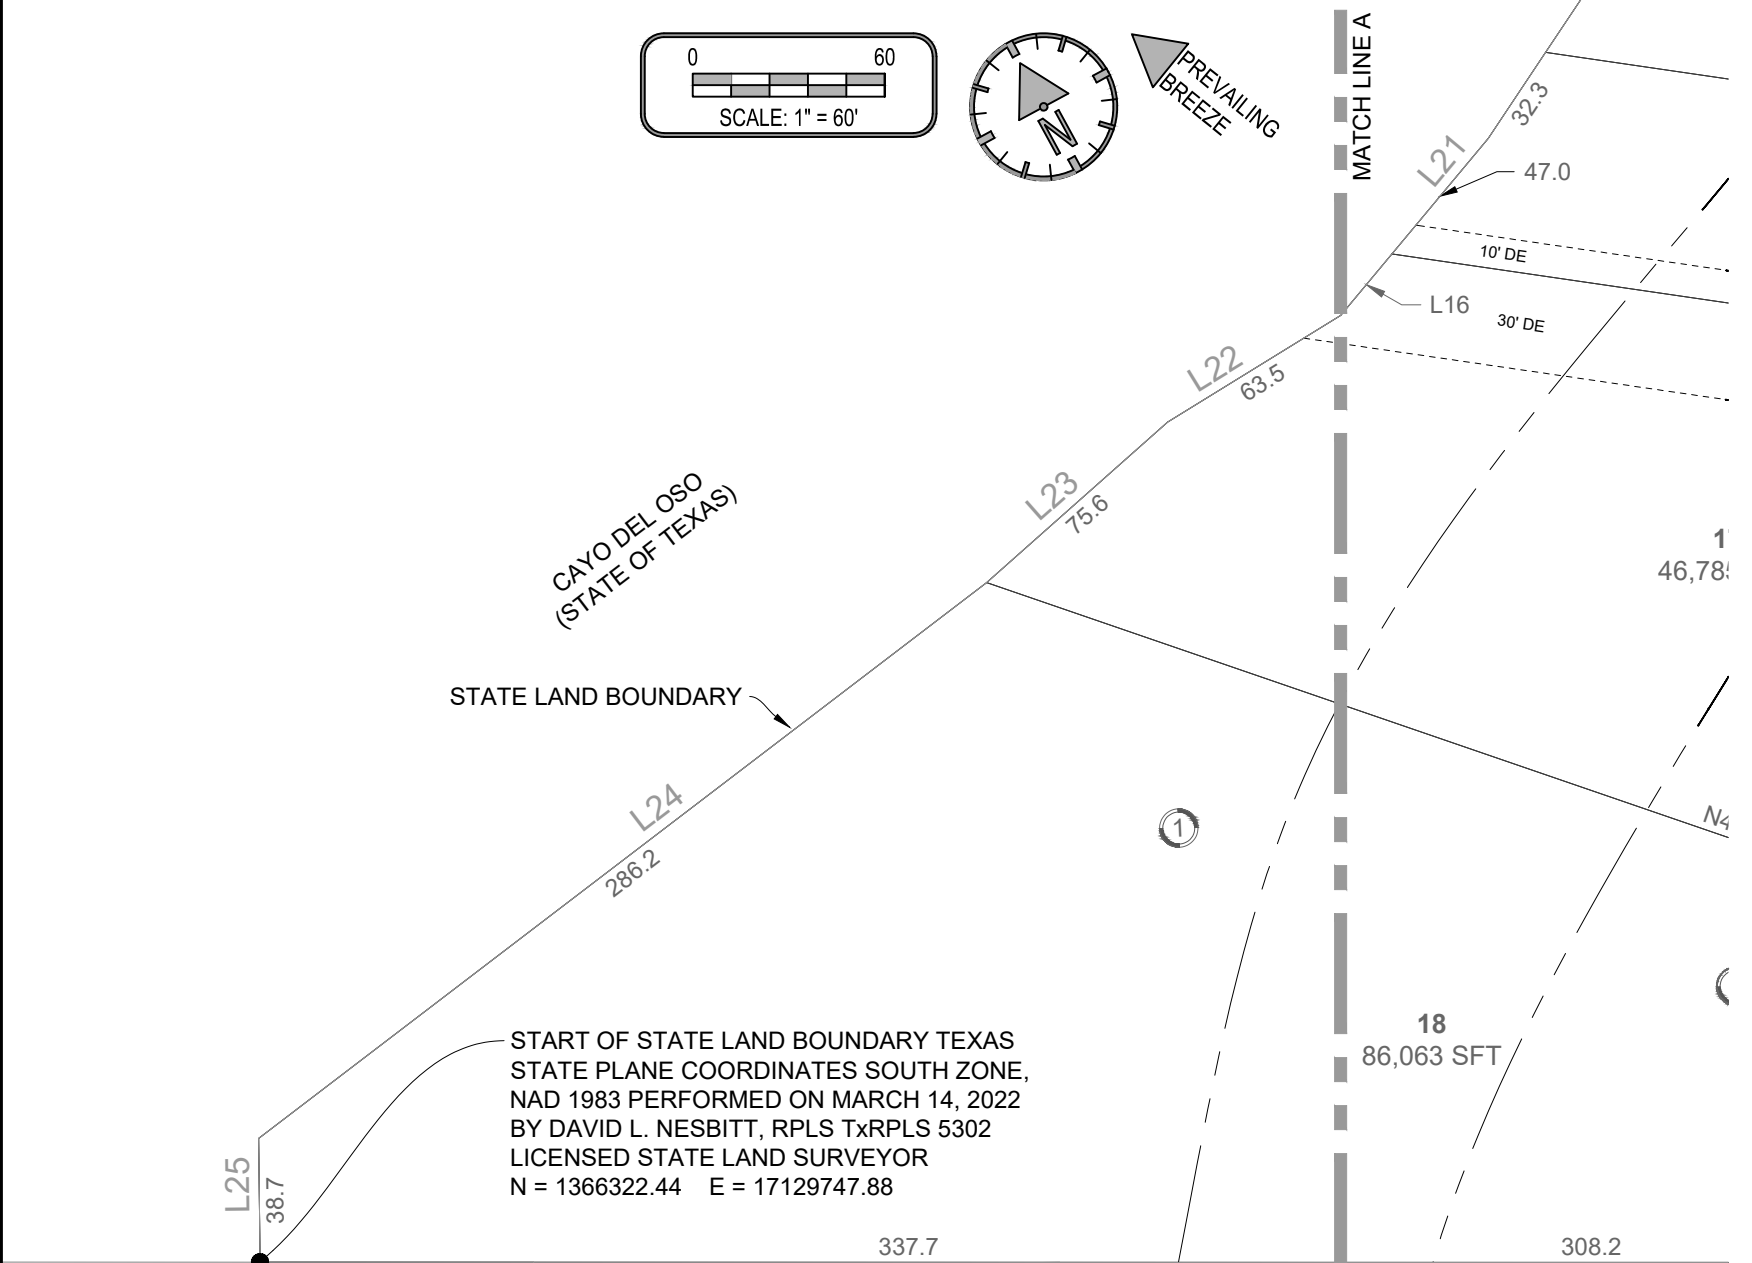 0 60
SCALE: 1" = 60'
N
PREVAILING
BREEZE
MATCH LINE A
32.3
L21
47.0
10' DE
L16
30' DE
L22
63.5
L23
75.6
CAYO DEL OSO
(STATE OF TEXAS)
46,785
STATE LAND BOUNDARY
L24
286.2
1
N4
18
86,063 SFT
START OF STATE LAND BOUNDARY TEXAS
STATE PLANE COORDINATES SOUTH ZONE,
NAD 1983 PERFORMED ON MARCH 14, 2022
BY DAVID L. NESBITT, RPLS TxRPLS 5302
LICENSED STATE LAND SURVEYOR
N = 1366322.44 E = 17129747.88
L25
38.7
337.7
308.2